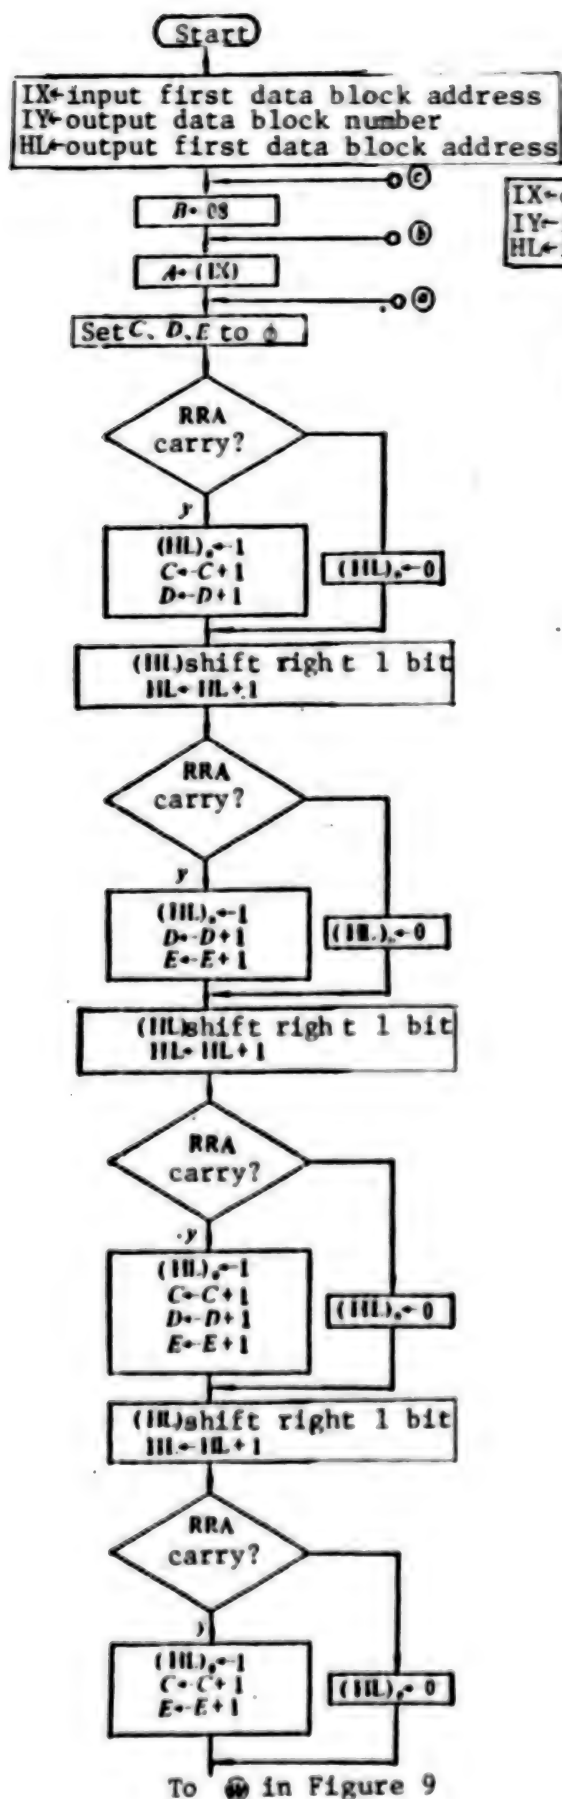 Start
IX←input first data block address
IY←output data block number
HL←output first data block address
c
B←08
b
IX←
IY←
HL←
A←(IX)
a
Set C、D、E to
RRA
carry?
y
(HL)₀←1
C←C+1
D←D+1
(HL)₀←0
(HL)shift right 1 bit
HL←HL+1
RRA
carry?
y
(HL)₀←1
D←D+1
E←E+1
(HL)₀←0
(HL)shift right 1 bit
HL←HL+1
RRA
carry?
y
(HL)₀←1
C←C+1
D←D+1
E←E+1
(HL)₀←0
(HL)shift right 1 bit
HL←HL+1
RRA
carry?
(HL)₀←1
C←C+1
E←E+1
(HL)₀←0
To in Figure 9